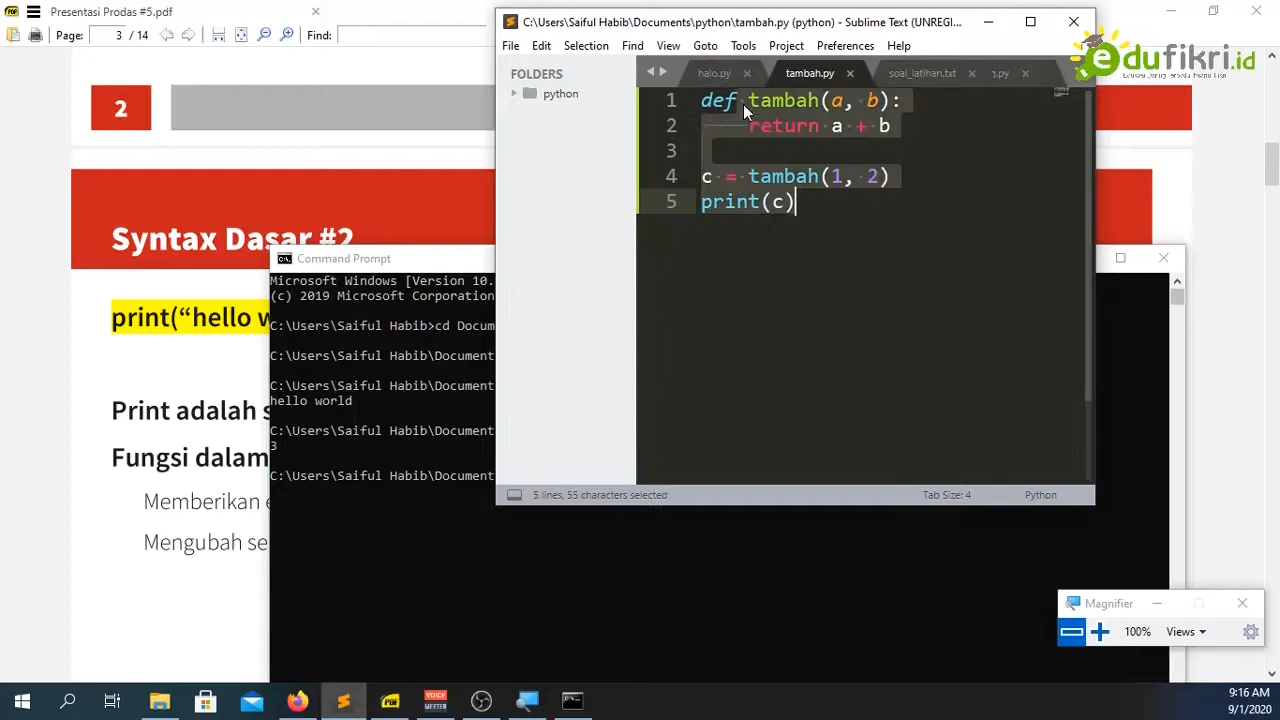 Presentasi Prodas #5.pdf
Page: 3 / 14 Find:
2
Syntax Dasar #2
print(“hello w
Print adalah s
Fungsi dalam
Memberikan e
Mengubah se
C:\Users\Saiful Habib\Documents\python\tambah.py (python) - Sublime Text (UNREGI...
File Edit Selection Find View Goto Tools Project Preferences Help
FOLDERS
python
halo.py tambah.py soal_latihan.txt
1 def tambah(a, b):
2 return a + b
3
4 c = tambah(1, 2)
5 print(c)
5 lines, 55 characters selected Tab Size: 4 Python
edufikri.id
Command Prompt
Microsoft Windows [Version 10.
(c) 2019 Microsoft Corporation
C:\Users\Saiful Habib>cd Docum
C:\Users\Saiful Habib\Document
C:\Users\Saiful Habib\Document
hello world
C:\Users\Saiful Habib\Document
3
C:\Users\Saiful Habib\Document
Magnifier
100% Views
PDF
VOICE
MEETER
9:16 AM
9/1/2020